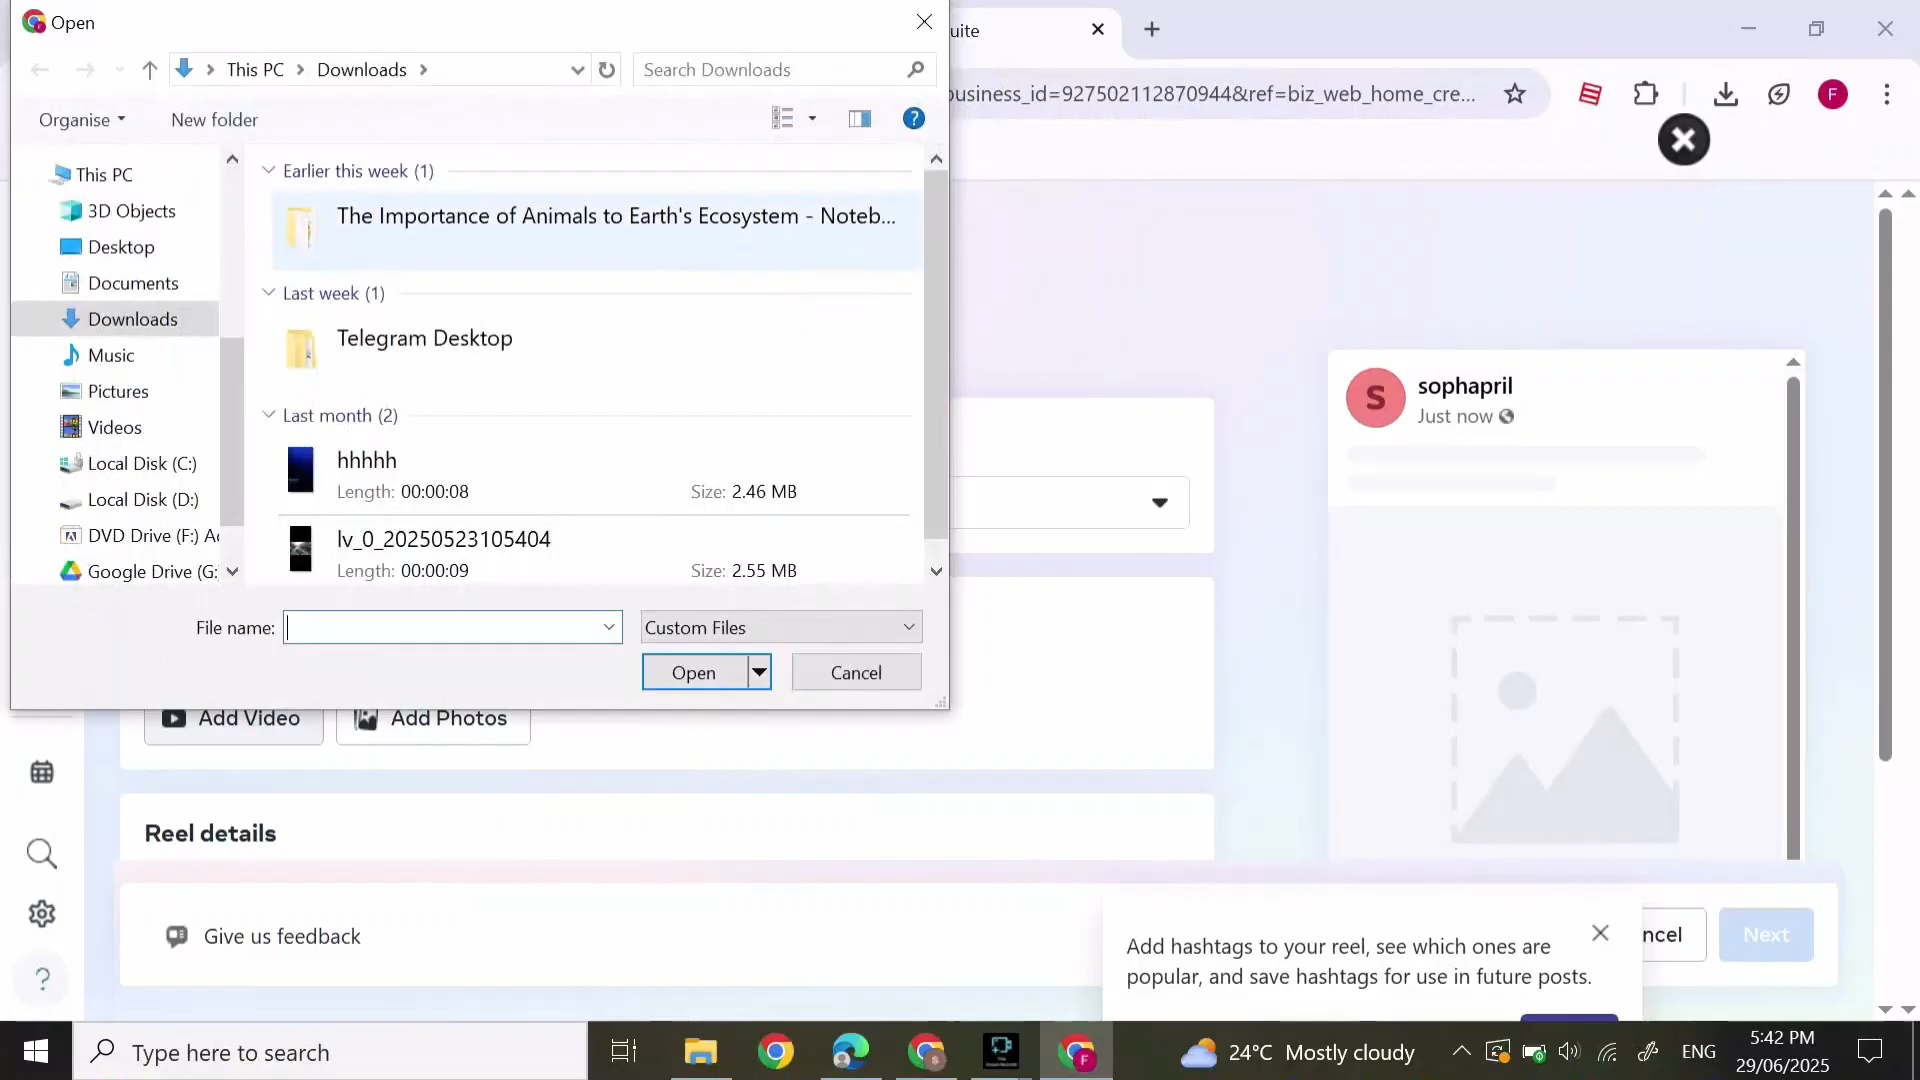 Open
uite
This PC
Downloads
Search Downloads
business_id=927502112870944&ref=biz_web_home_cre...
F
Organise
New folder
This PC
3D Objects
Desktop
Documents
Downloads
Music
Pictures
Videos
Local Disk (C:)
Local Disk (D:)
DVD Drive (F:) A
Google Drive (G:
Earlier this week (1)
The Importance of Animals to Earth's Ecosystem - Noteb...
Last week (1)
Telegram Desktop
Last month (2)
hhhhh
Length: 00:00:08 Size: 2.46 MB
lv_0_20250523105404
Length: 00:00:09 Size: 2.55 MB
File name:
Custom Files
Open
Cancel
S
sophapril
Just now
Add Video
Add Photos
Reel details
Give us feedback
Add hashtags to your reel, see which ones are
popular, and save hashtags for use in future posts.
ncel
Next
Type here to search
24°C Mostly cloudy
ENG
5:42 PM
29/06/2025